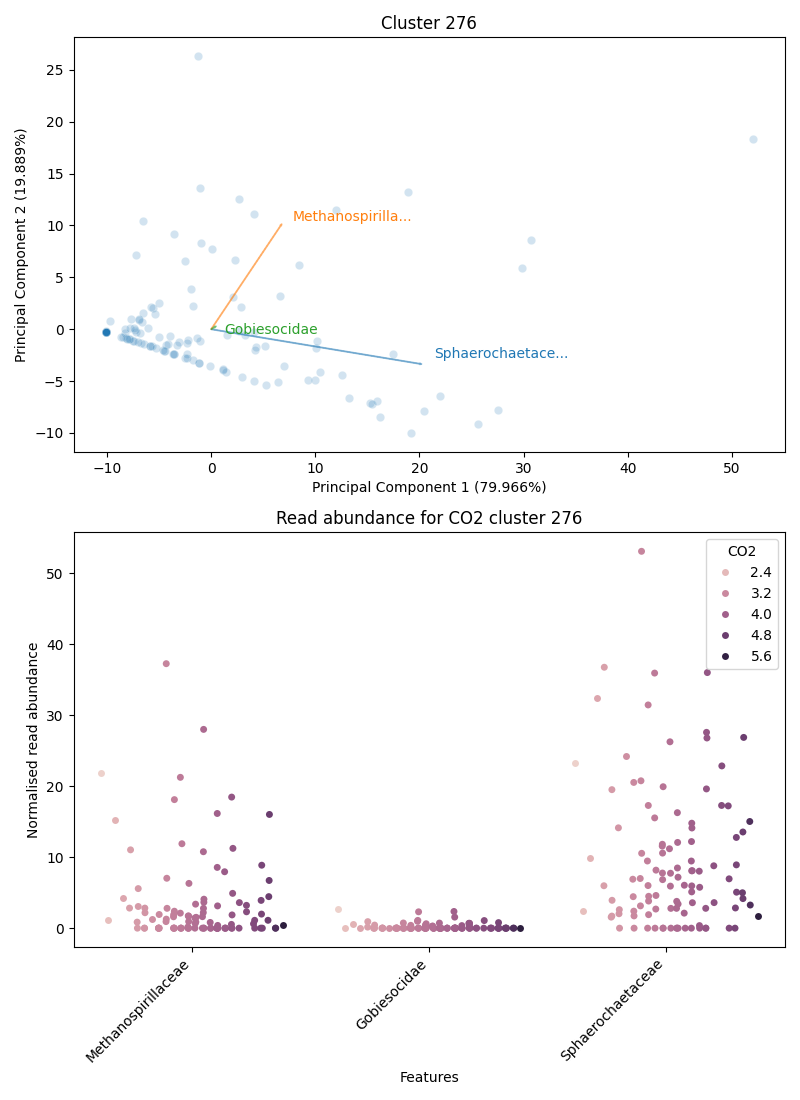 Cluster 276
25
20
15
10
5
0
−5
−10
Principal Component 2 (19.889%)
Methanospirilla...
Gobiesocidae
Sphaerochaetace...
−10
0
10
20
30
40
50
Principal Component 1 (79.966%)
Read abundance for CO2 cluster 276
50
40
30
20
10
0
Normalised read abundance
CO2
2.4
3.2
4.0
4.8
5.6
Methanospirillaceae
Gobiesocidae
Sphaerochaetaceae
Features